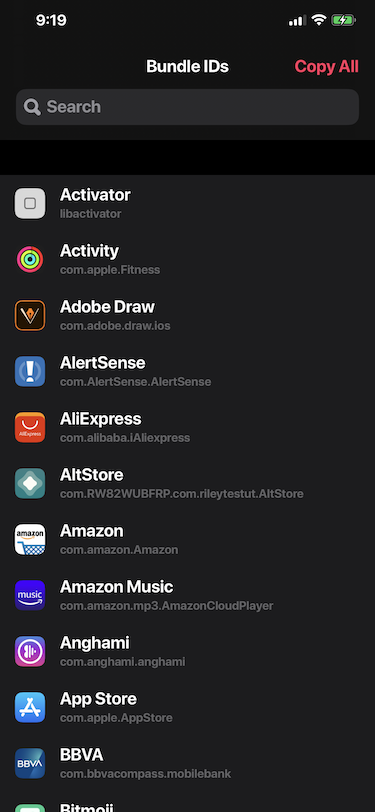 9:19
Bundle IDs
Copy All
Search
Activator
libactivator
Activity
com.apple.Fitness
Adobe Draw
com.adobe.draw.ios
AlertSense
com.AlertSense.AlertSense
AliExpress
AliExpress
com.alibaba.iAliexpress
AltStore
com.RW82WUBFRP.com.rileytestut.AltStore
amazon
Amazon
com.amazon.Amazon
music
Amazon Music
com.amazon.mp3.AmazonCloudPlayer
Anghami
com.anghami.anghami
App Store
com.apple.AppStore
BBVA
BBVA
com.bbvacompass.mobilebank
Bitmoji